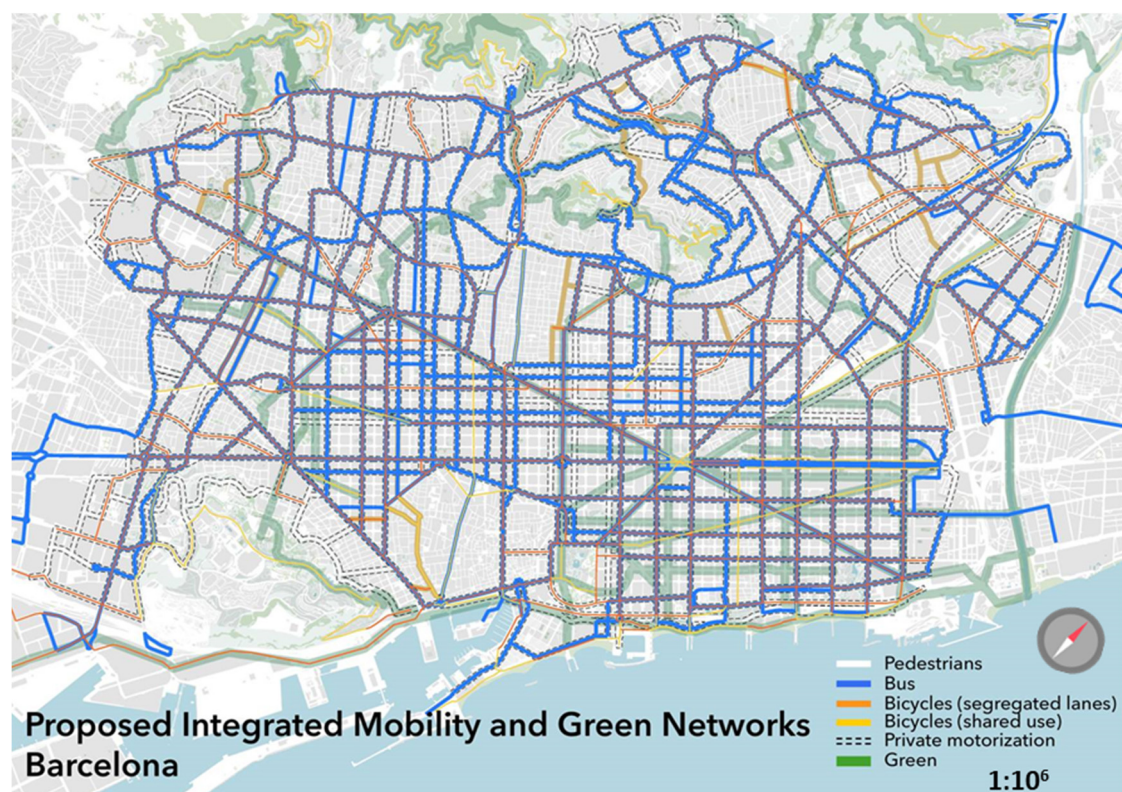 Pedestrians
Bus
Bicycles (segregated lanes)
Bicycles (shared use)
Private motorization
Green
Proposed Integrated Mobility and Green Networks
Barcelona
1:10⁶